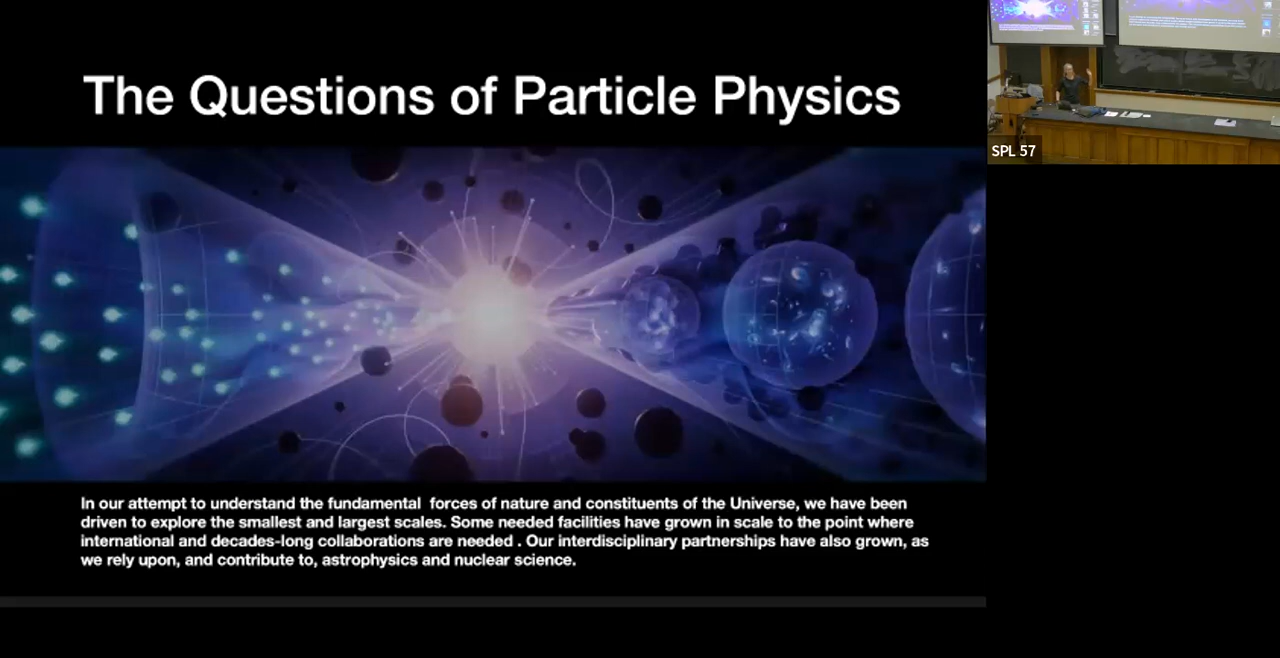 The Questions of Particle Physics
SPL 57
In our attempt to understand the fundamental  forces of nature and constituents of the Universe, we have been
driven to explore the smallest and largest scales. Some needed facilities have grown in scale to the point where
international and decades-long collaborations are needed . Our interdisciplinary partnerships have also grown, as
we rely upon, and contribute to, astrophysics and nuclear science.